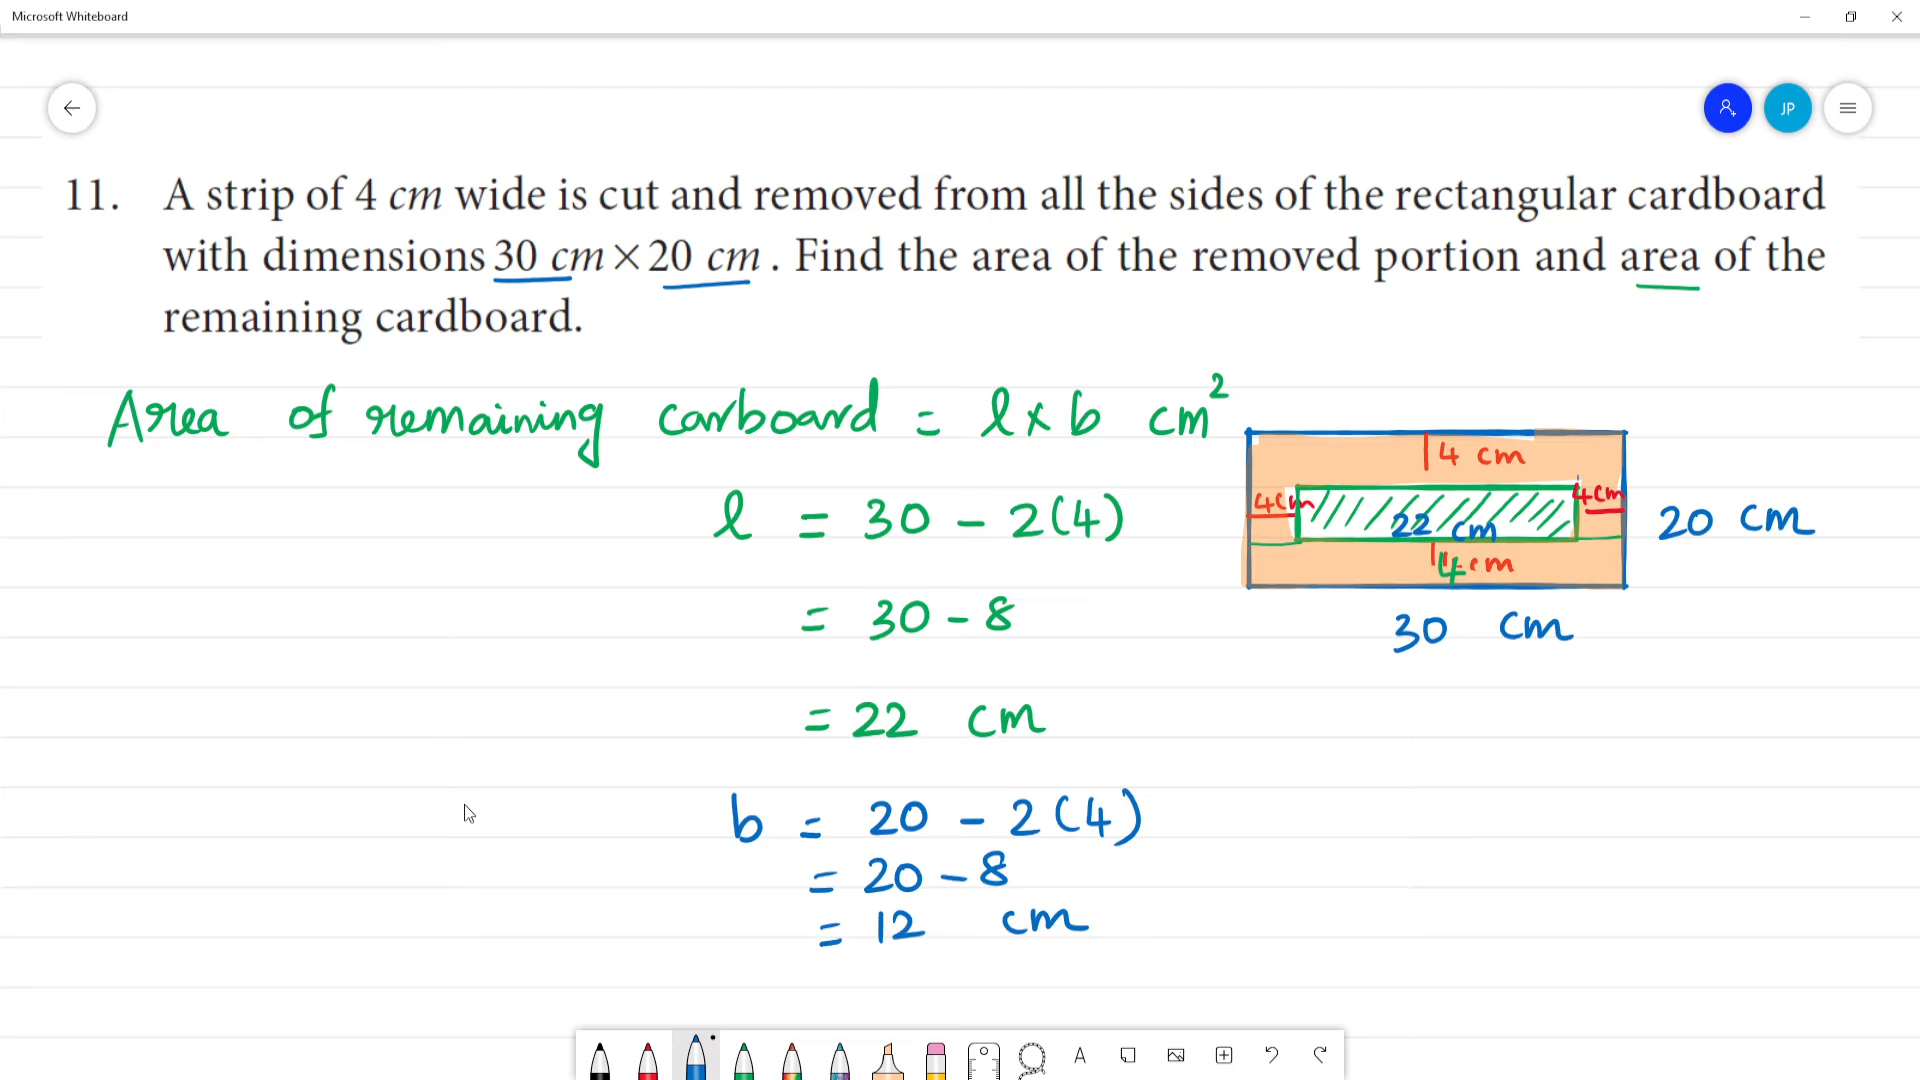 Microsoft Whiteboard
JP
11. A strip of 4 cm wide is cut and removed from all the sides of the rectangular cardboard
with dimensions 30 cm×20 cm. Find the area of the removed portion and area of the
remaining cardboard.
Area of remaining carboard = l x b cm²
4 cm
4cm
4cm
l = 30 - 2(4)
22 cm
20 cm
4cm
= 30 - 8
30 cm
= 22 cm
b = 20 - 2(4)
= 20 - 8
= 12 cm
A